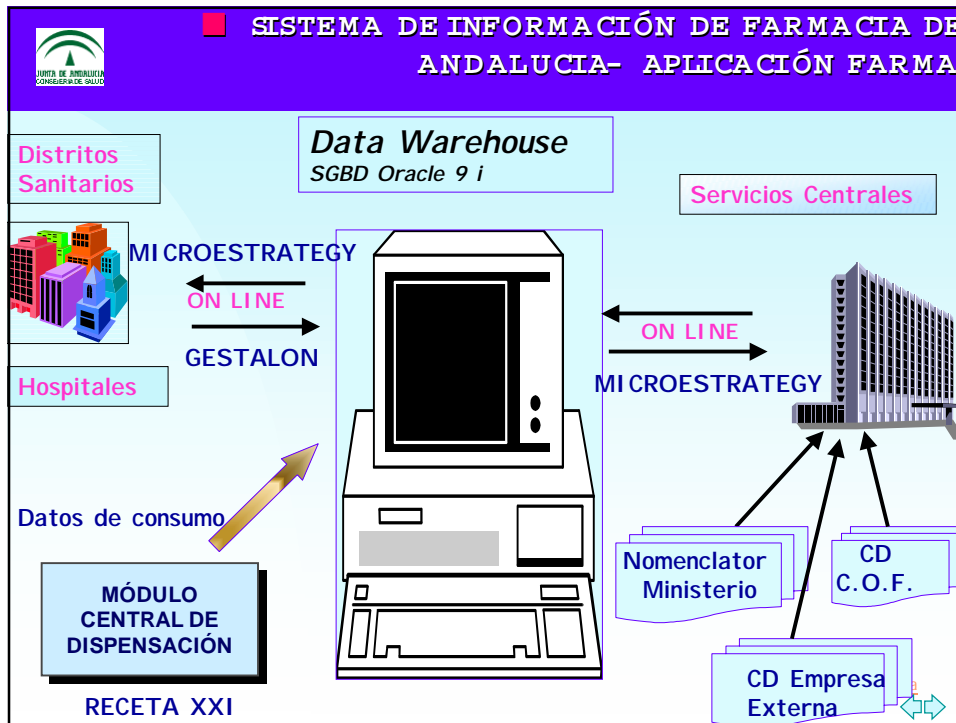 SISTEMA DE INFORMACIÓN DE FARMACIA DE
ANDALUCIA- APLICACIÓN FARMA
JUNTA DE ANDALUCIA
CONSEJERIA DE SALUD
Distritos
Sanitarios
Data Warehouse
SGBD Oracle 9 i
Servicios Centrales
MICROESTRATEGY
ON LINE
GESTALON
ON LINE
MICROESTRATEGY
Hospitales
Datos de consumo
MÓDULO
CENTRAL DE
DISPENSACIÓN
RECETA XXI
Nomenclator
Ministerio
CD
C.O.F.
CD Empresa
Externa